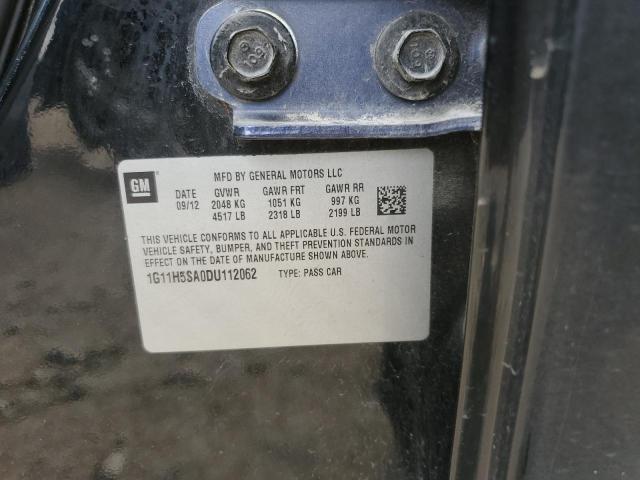 MFD BY GENERAL MOTORS LLC
GM
DATE GVWR GAWR FRT GAWR RR
09/12 2048 KG 1051 KG 997 KG
4517 LB 2318 LB 2199 LB
THIS VEHICLE CONFORMS TO ALL APPLICABLE U.S. FEDERAL MOTOR
VEHICLE SAFETY, BUMPER, AND THEFT PREVENTION STANDARDS IN
EFFECT ON THE DATE OF MANUFACTURE SHOWN ABOVE.
1G11H5SA0DU112062 TYPE: PASS CAR